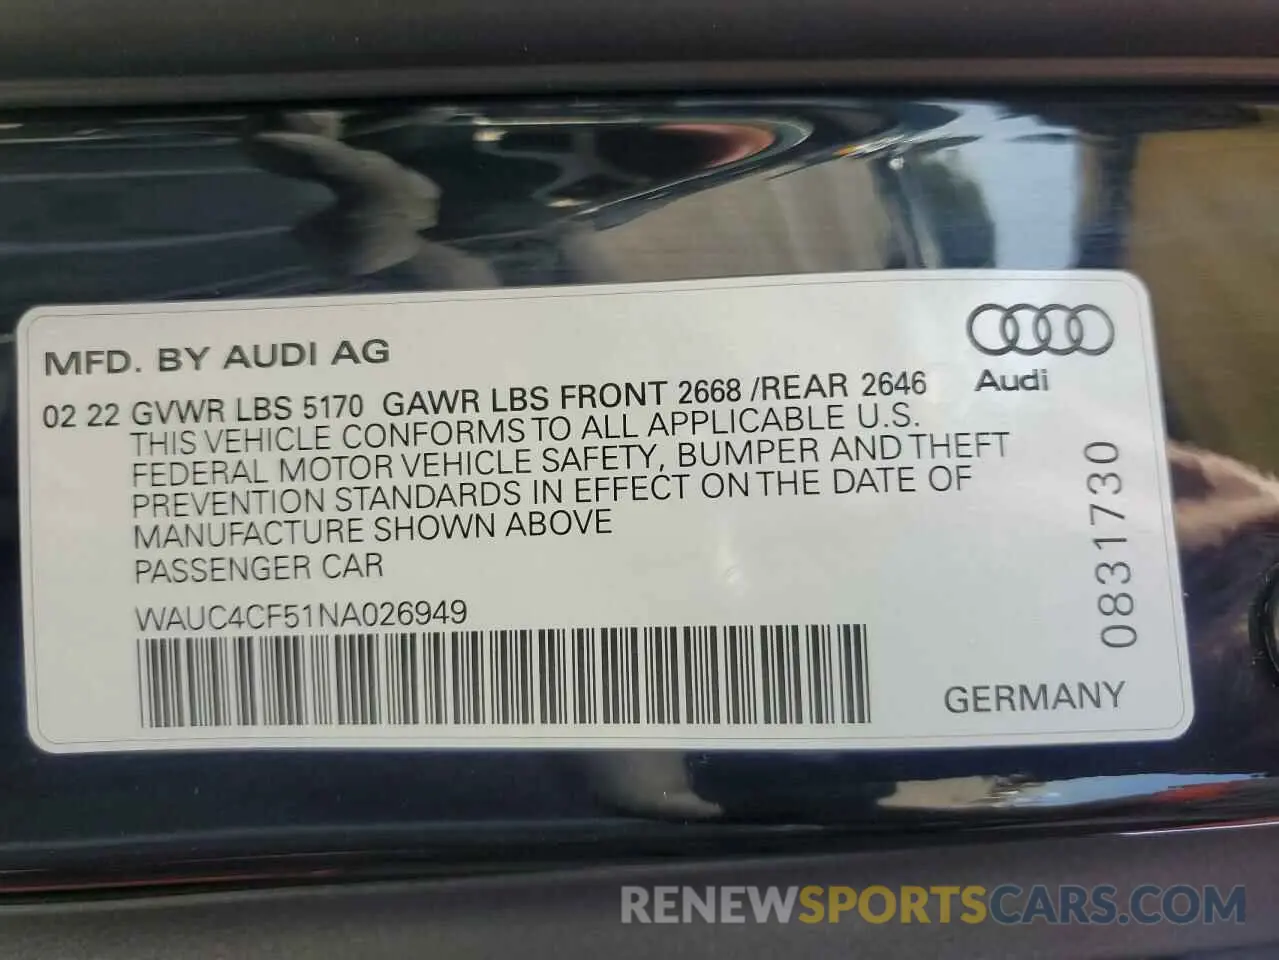 MFD. BY AUDI AG
Audi
02 22 GVWR LBS 5170 GAWR LBS FRONT 2668 /REAR 2646
THIS VEHICLE CONFORMS TO ALL APPLICABLE U.S.
FEDERAL MOTOR VEHICLE SAFETY, BUMPER AND THEFT
PREVENTION STANDARDS IN EFFECT ON THE DATE OF
MANUFACTURE SHOWN ABOVE
PASSENGER CAR
WAUC4CF51NA026949
0831730
GERMANY
RENEWSPORTSCARS.COM